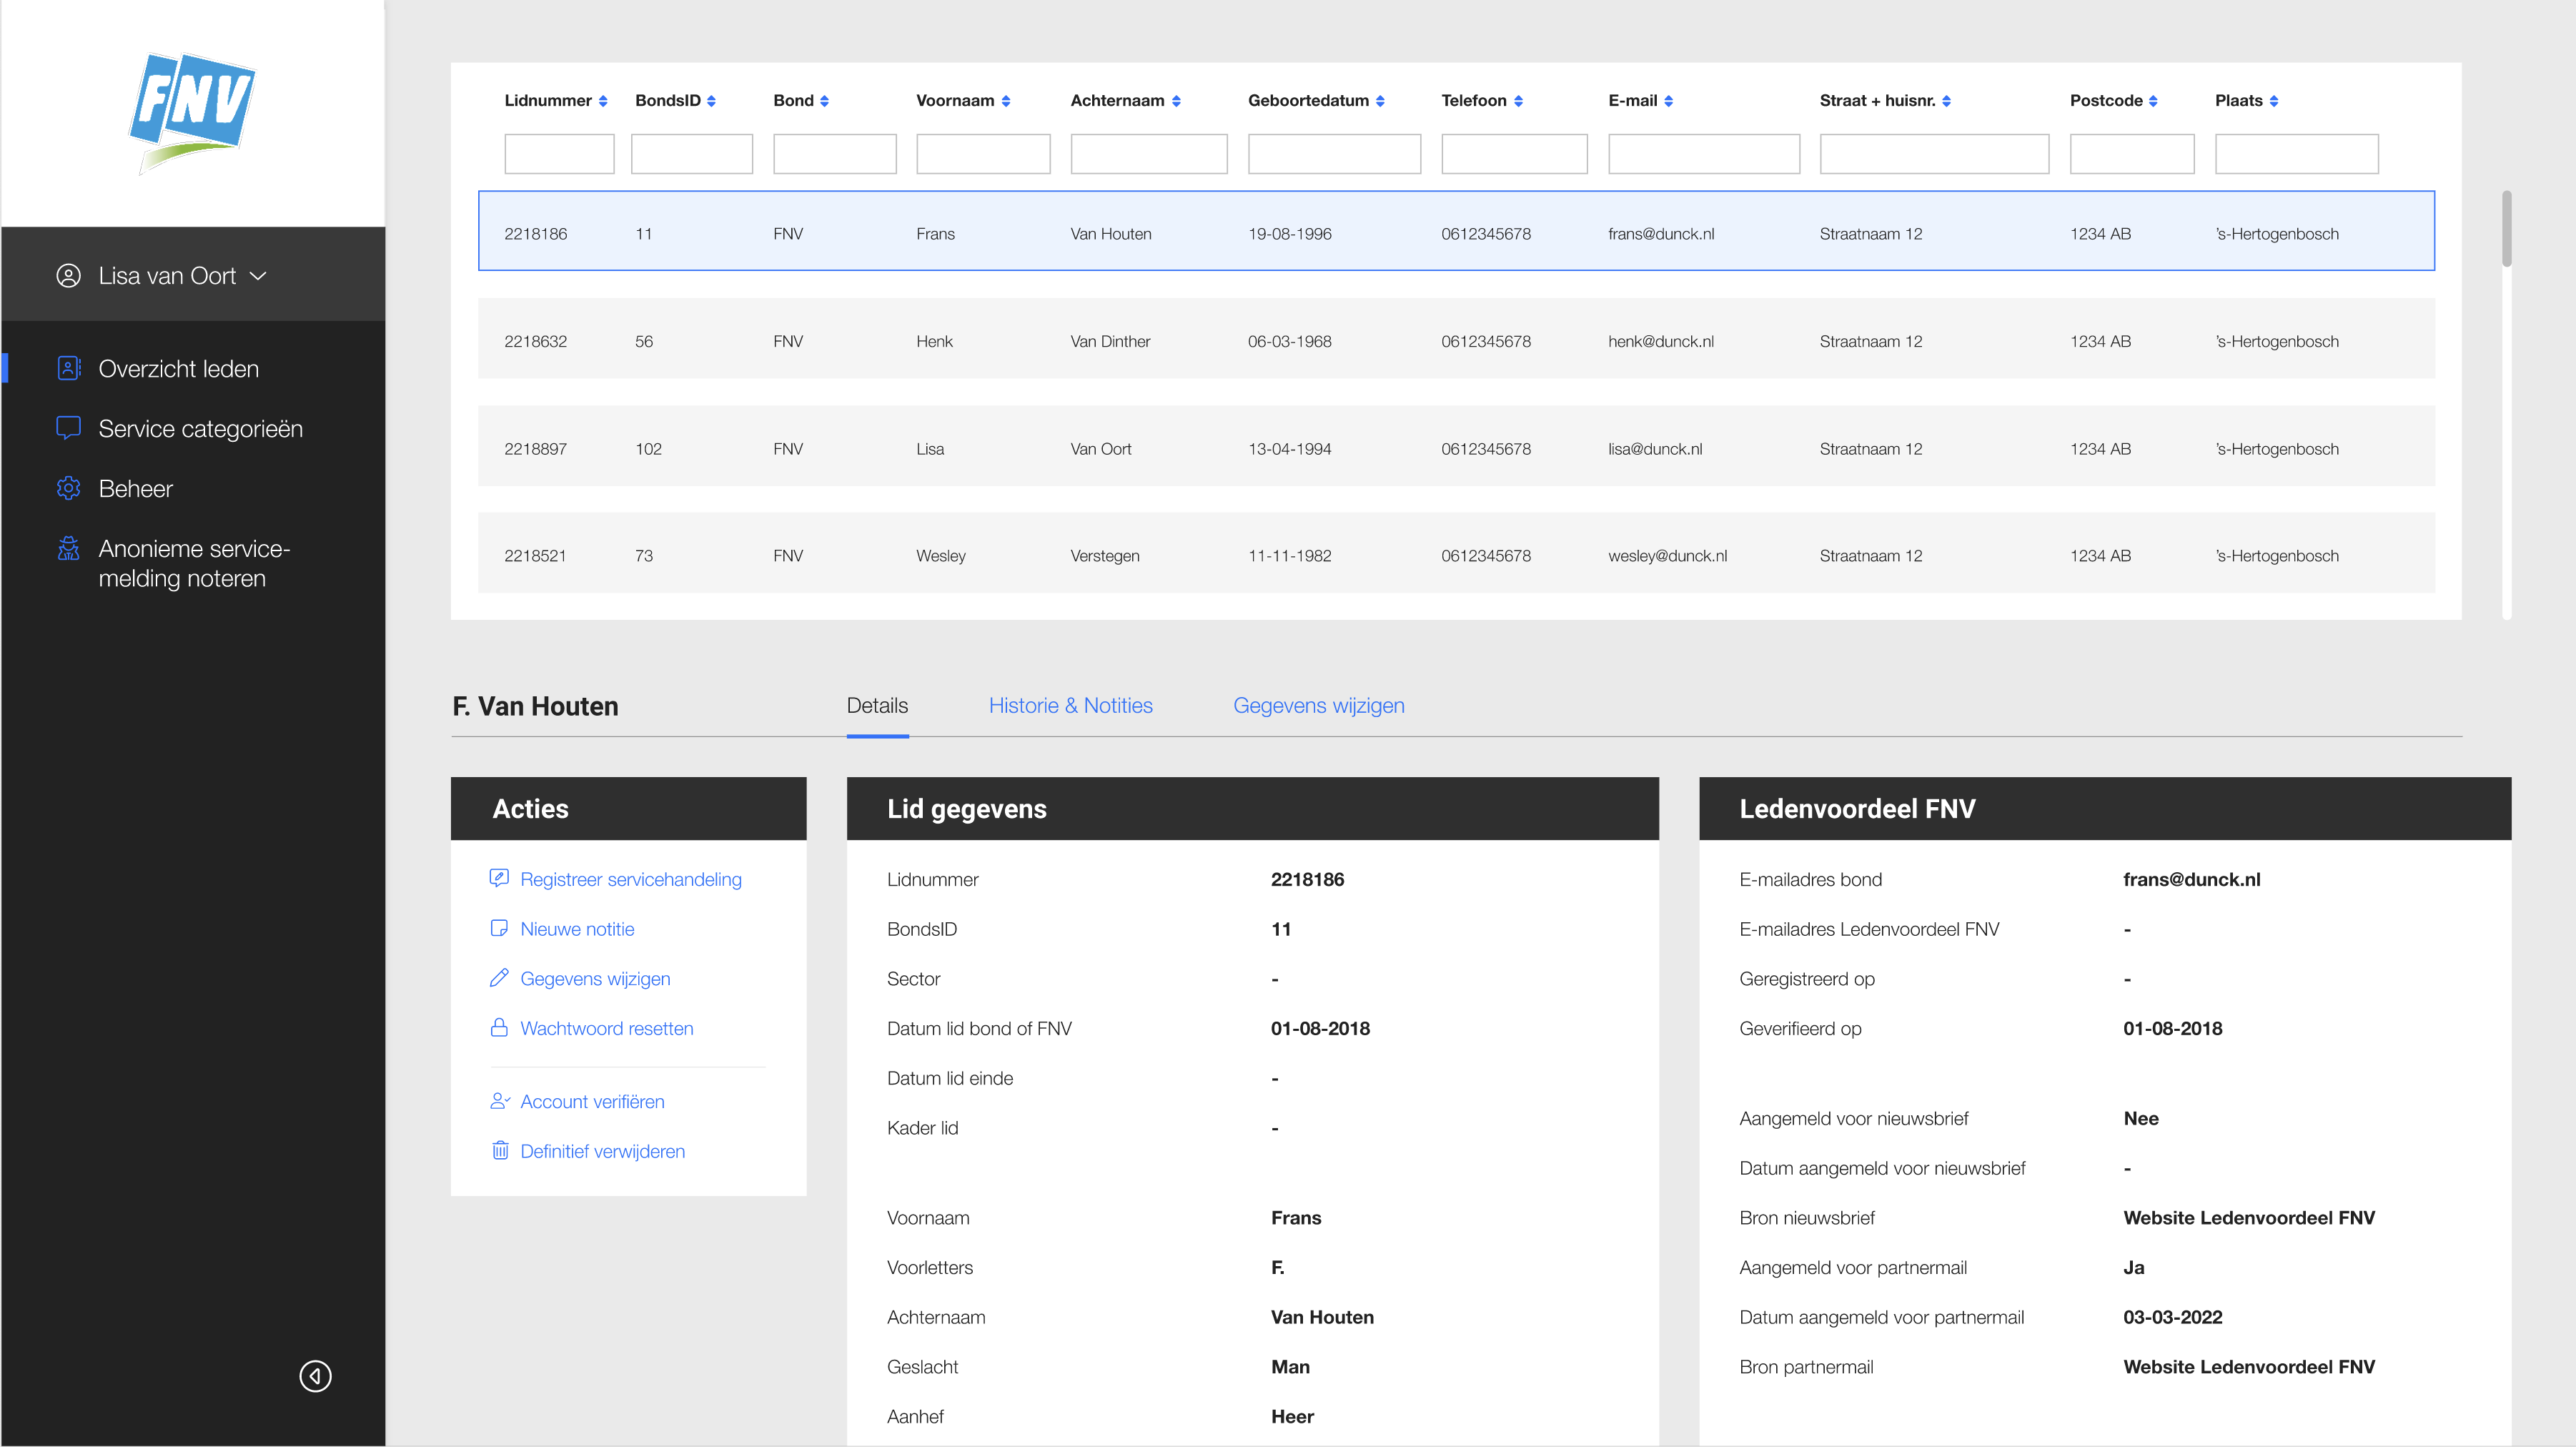 FNV
Lisa van Oort
Overzicht leden
Service categorieën
Beheer
Anonieme service-
melding noteren
Lidnummer BondsID Bond Voornaam Achternaam Geboortedatum Telefoon E-mail Straat + huisnr. Postcode Plaats
2218186 11 FNV Frans Van Houten 19-08-1996 0612345678 frans@dunck.nl Straatnaam 12 1234 AB 's-Hertogenbosch
2218632 56 FNV Henk Van Dinther 06-03-1968 0612345678 henk@dunck.nl Straatnaam 12 1234 AB 's-Hertogenbosch
2218897 102 FNV Lisa Van Oort 13-04-1994 0612345678 lisa@dunck.nl Straatnaam 12 1234 AB 's-Hertogenbosch
2218521 73 FNV Wesley Verstegen 11-11-1982 0612345678 wesley@dunck.nl Straatnaam 12 1234 AB 's-Hertogenbosch
F. Van Houten Details Historie & Notities Gegevens wijzigen
Acties
Registreer servicehandeling
Nieuwe notitie
Gegevens wijzigen
Wachtwoord resetten
Account verifiëren
Definitief verwijderen
Lid gegevens
Lidnummer 2218186
BondsID 11
Sector -
Datum lid bond of FNV 01-08-2018
Datum lid einde -
Kader lid -
Voornaam Frans
Voorletters F.
Achternaam Van Houten
Geslacht Man
Aanhef Heer
Ledenvoordeel FNV
E-mailadres bond frans@dunck.nl
E-mailadres Ledenvoordeel FNV -
Geregistreerd op -
Geverifieerd op 01-08-2018
Aangemeld voor nieuwsbrief Nee
Datum aangemeld voor nieuwsbrief -
Bron nieuwsbrief Website Ledenvoordeel FNV
Aangemeld voor partnermail Ja
Datum aangemeld voor partnermail 03-03-2022
Bron partnermail Website Ledenvoordeel FNV